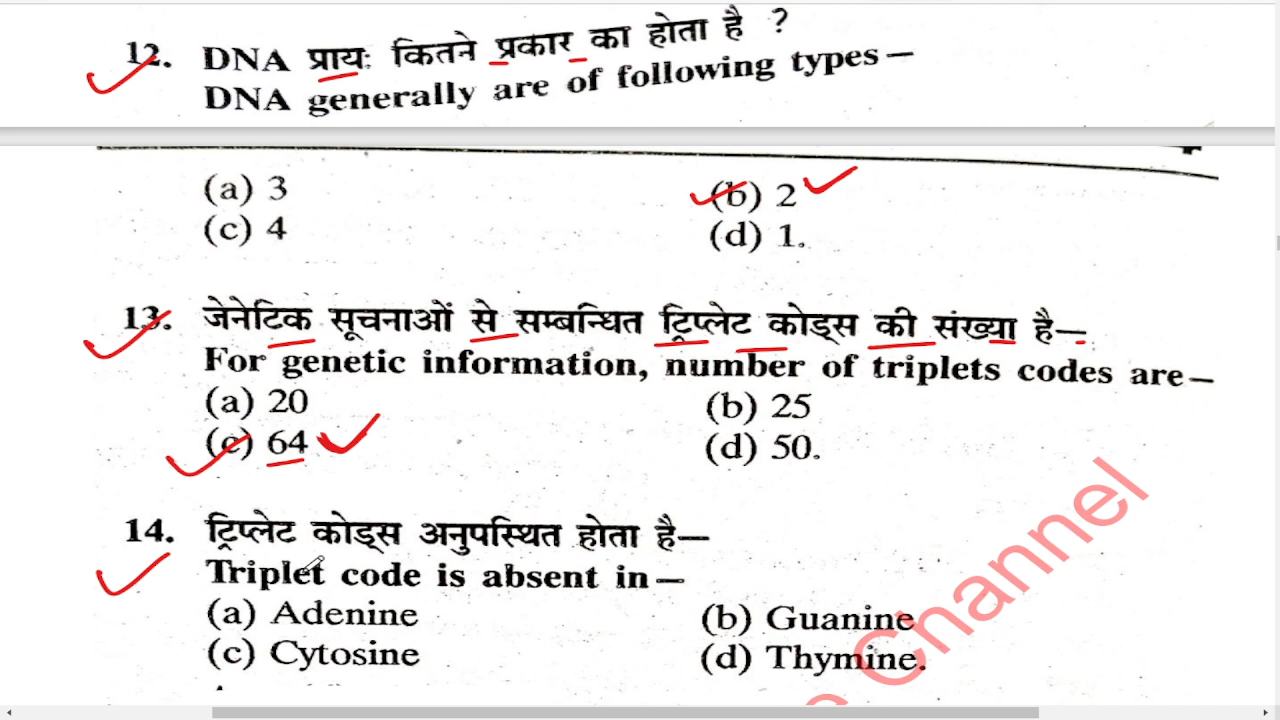 12. DNA प्रायः कितने प्रकार का होता है ?
DNA generally are of following types—
(a) 3 (b) 2
(c) 4 (d) 1.
13. जेनेटिक सूचनाओं से सम्बन्धित ट्रिप्लेट कोड्स की संख्या है—
For genetic information, number of triplets codes are—
(a) 20 (b) 25
(c) 64 (d) 50.
14. ट्रिप्लेट कोड्स अनुपस्थित होता है—
Triplet code is absent in—
(a) Adenine (b) Guanine
(c) Cytosine (d) Thymine.
Channel